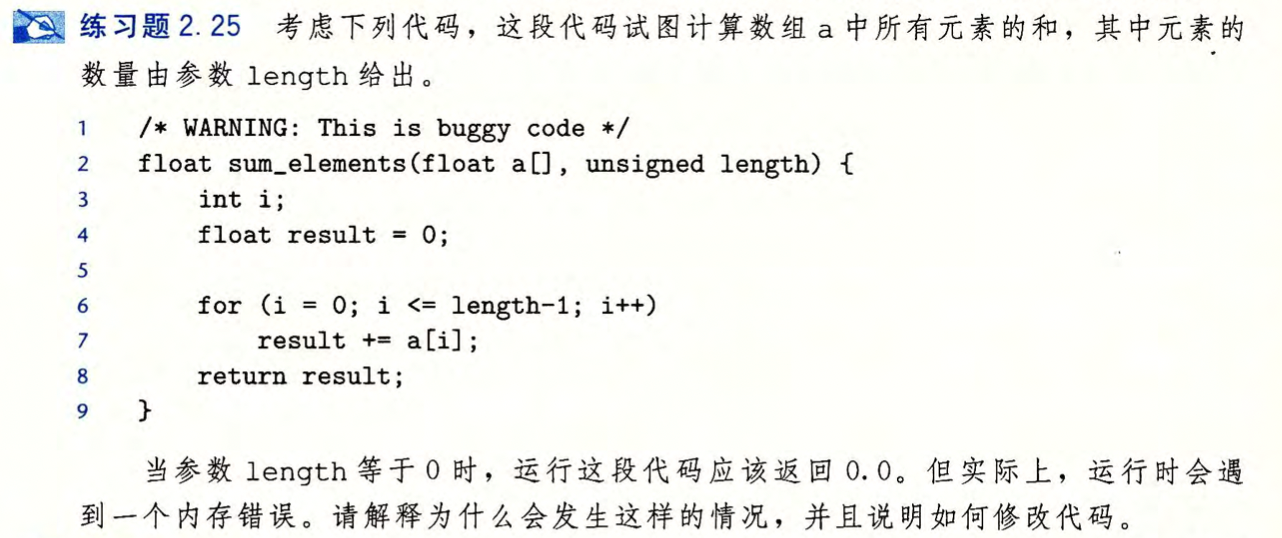 练习题 2.25 考虑下列代码，这段代码试图计算数组 a 中所有元素的和，其中元素的
数量由参数 length 给出。
1 /* WARNING: This is buggy code */
2 float sum_elements(float a[], unsigned length) {
3 int i;
4 float result = 0;
5
6 for (i = 0; i <= length-1; i++)
7 result += a[i];
8 return result;
9 }
当参数 length 等于 0 时，运行这段代码应该返回 0.0。但实际上，运行时会遇
到一个内存错误。请解释为什么会发生这样的情况，并且说明如何修改代码。